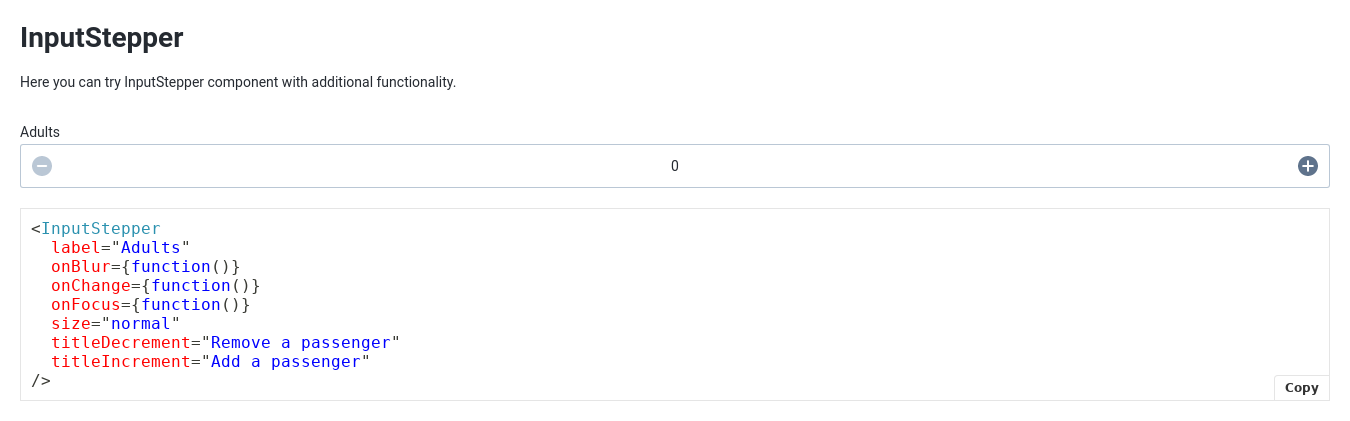 InputStepper
Here you can try InputStepper component with additional functionality.
Adults
0
<InputStepper
  label="Adults"
  onBlur={function()}
  onChange={function()}
  onFocus={function()}
  size="normal"
  titleDecrement="Remove a passenger"
  titleIncrement="Add a passenger"
/>
Copy